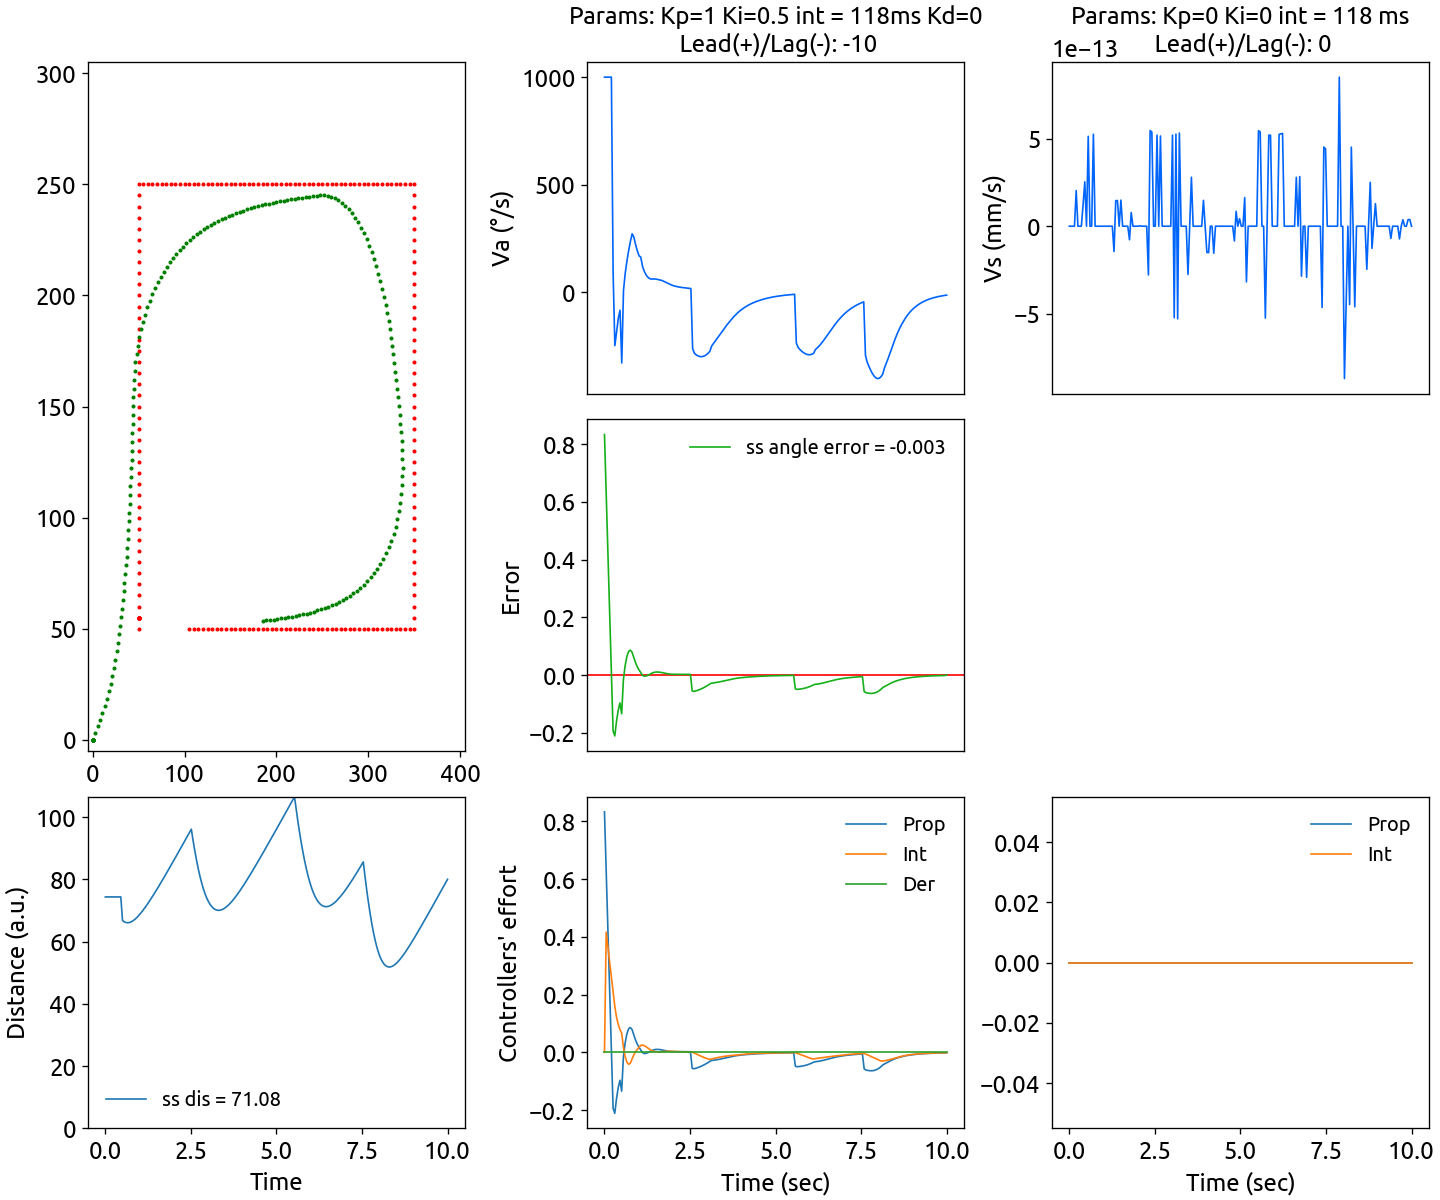 Params: Kp=1 Ki=0.5 int = 118ms Kd=0
Lead(+)/Lag(-): -10
Params: Kp=0 Ki=0 int = 118 ms
Lead(+)/Lag(-): 0
300
250
200
150
100
50
0
0 100 200 300 400
Va (°/s)
1000
500
0
1e−13
Vs (mm/s)
5
0
−5
Error
0.8
0.6
0.4
0.2
0.0
−0.2
ss angle error = -0.003
Distance (a.u.)
100
80
60
40
20
0
ss dis = 71.08
0.0 2.5 5.0 7.5 10.0
Time
Controllers' effort
0.8
0.6
0.4
0.2
0.0
−0.2
Prop
Int
Der
0.0 2.5 5.0 7.5 10.0
Time (sec)
0.04
0.02
0.00
−0.02
−0.04
Prop
Int
0.0 2.5 5.0 7.5 10.0
Time (sec)